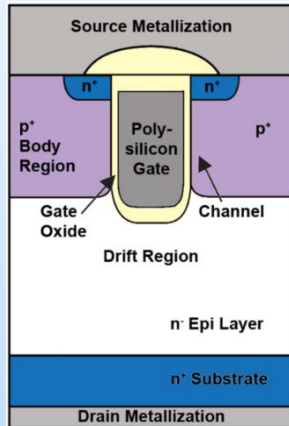 Source Metallization
n+
n+
p+
Body
Region
Poly-
silicon
Gate
p+
Gate
Oxide
Channel
Drift Region
n- Epi Layer
n+ Substrate
Drain Metallization